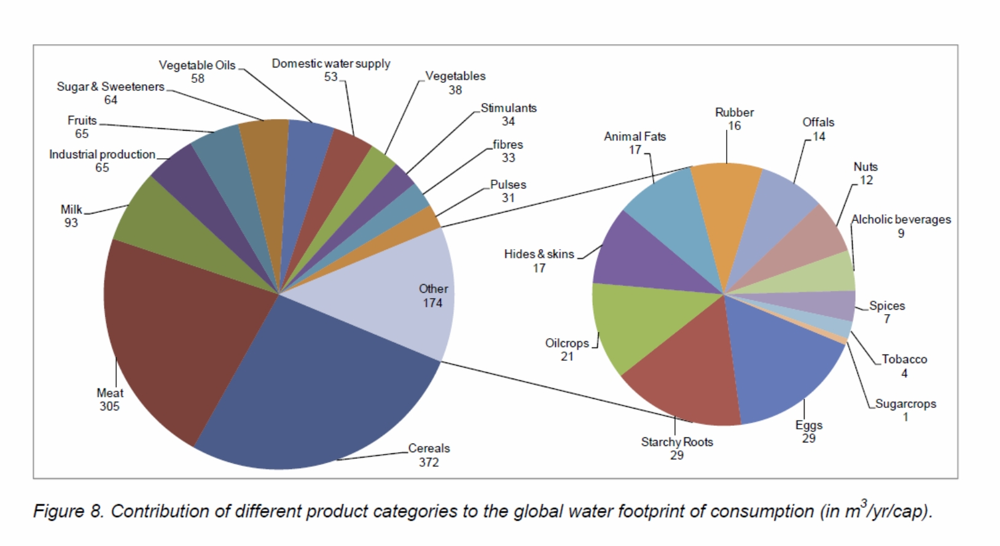 Vegetable Oils
58
Domestic water supply
53
Sugar & Sweeteners
64
Vegetables
38
Fruits
65
Stimulants
34
Industrial production
65
fibres
33
Milk
93
Pulses
31
Other
174
Meat
305
Cereals
372
Rubber
16
Offals
14
Animal Fats
17
Nuts
12
Alcholic beverages
9
Hides & skins
17
Spices
7
Oilcrops
21
Tobacco
4
Sugarcrops
1
Eggs
29
Starchy Roots
29
Figure 8. Contribution of different product categories to the global water footprint of consumption (in m³/yr/cap).